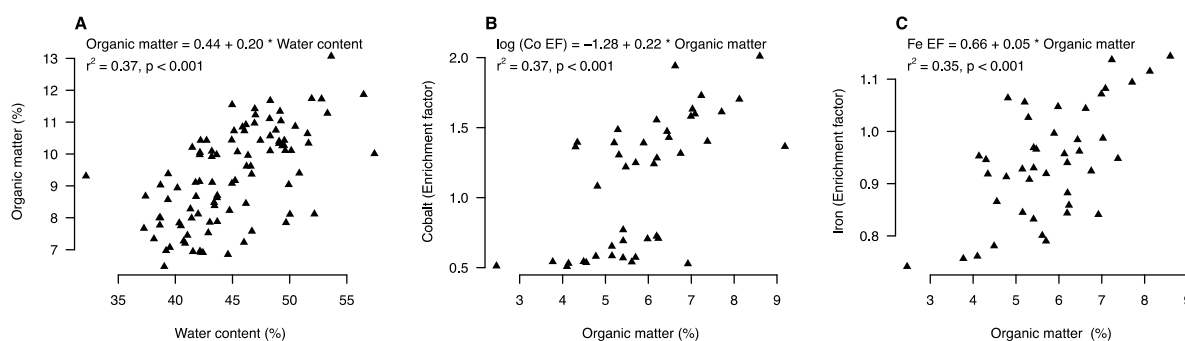 A
Organic matter = 0.44 + 0.20 * Water content
r² = 0.37, p < 0.001
13
12
11
10
9
8
7
Organic matter (%)
35 40 45 50 55
Water content (%)
B
log (Co EF) = −1.28 + 0.22 * Organic matter
r² = 0.37, p < 0.001
2.0
1.5
1.0
0.5
Cobalt (Enrichment factor)
3 4 5 6 7 8 9
Organic matter (%)
C
Fe EF = 0.66 + 0.05 * Organic matter
r² = 0.35, p < 0.001
1.1
1.0
0.9
0.8
Iron (Enrichment factor)
3 4 5 6 7 8 9
Organic matter (%)